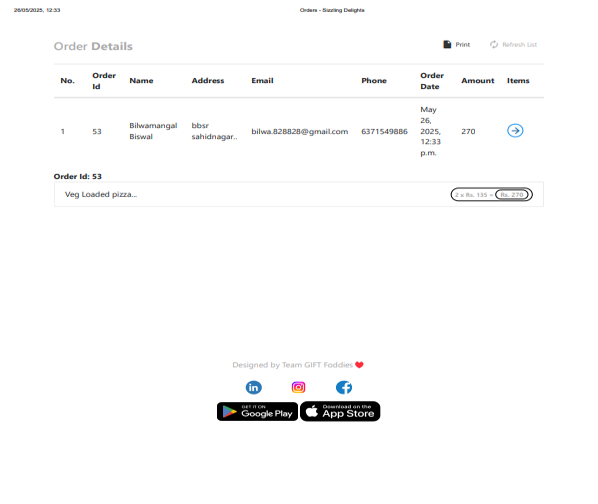 26/05/2025, 12:33 Orders - Sizzling Delights
Order Details Print Refresh List
No. Order Id Name Address Email Phone Order Date Amount Items
1 53 Bilwamangal Biswal bbsr sahidnagar.. bilwa.828828@gmail.com 6371549886 May 26, 2025, 12:33 p.m. 270
Order Id: 53
Veg Loaded pizza... 2 x Rs. 135 = Rs. 270
Designed by Team GIFT Foddies
in
GET IT ON
Google Play
Download on the
App Store